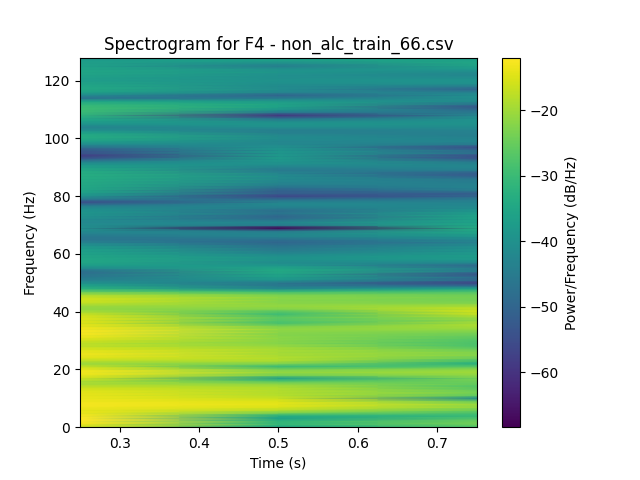 Spectrogram for F4 - non_alc_train_66.csv
120
100
80
60
40
20
0
Frequency (Hz)
0.3 0.4 0.5 0.6 0.7
Time (s)
−20
−30
−40
−50
−60
Power/Frequency (dB/Hz)